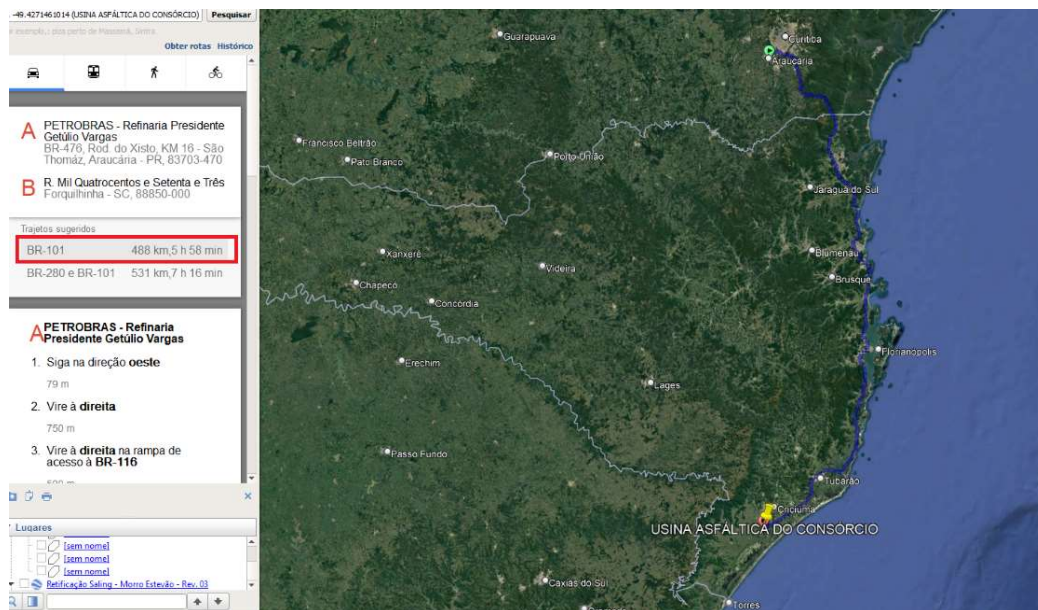 -49.4271461014 (USINA ASFÁLTICA DO CONSÓRCIO) Pesquisar
exemplo,: pizza perto de
Obter rotas Histórico
A PETROBRAS - Refinaria Presidente
Getúlio Vargas
BR-476, Rod. do Xisto, KM 16 - São
Thomáz, Araucária - PR, 83703-470
B R. Mil Quatrocentos e Setenta e Três
Forquilhinha - SC, 88850-000
Trajetos sugeridos
BR-101 488 km,5 h 58 min
BR-280 e BR-101 531 km,7 h 16 min
A PETROBRAS - Refinaria
Presidente Getúlio Vargas
1. Siga na direção oeste
79 m
2. Vire à direita
750 m
3. Vire à direita na rampa de
acesso à BR-116
Lugares
[sem nome]
[sem nome]
[sem nome]
Retificação Saling - Morro Estevão - Rev. 03
Guarapuava
Curitiba
Araucária
Francisco Beltrão
Pato Branco
Porto União
Jaraguá do Sul
Xanxerê
Videira
Blumenau
Brusque
Chapecó
Concórdia
Florianópolis
Erechim
Lages
Passo Fundo
Tubarão
Criciúma
USINA ASFÁLTICA DO CONSÓRCIO
Caxias do Sul
Torres